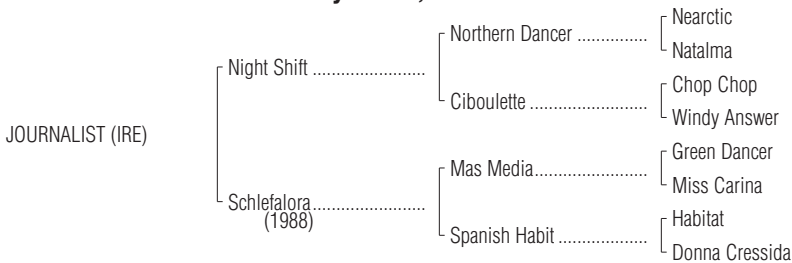 Nearctic
Northern Dancer ...............
Natalma
Night Shift ........................
Chop Chop
Ciboulette .........................
Windy Answer
JOURNALIST (IRE)
Green Dancer
Mas Media........................
Miss Carina
Schlefalora........................
(1988)
Habitat
Spanish Habit ...................
Donna Cressida